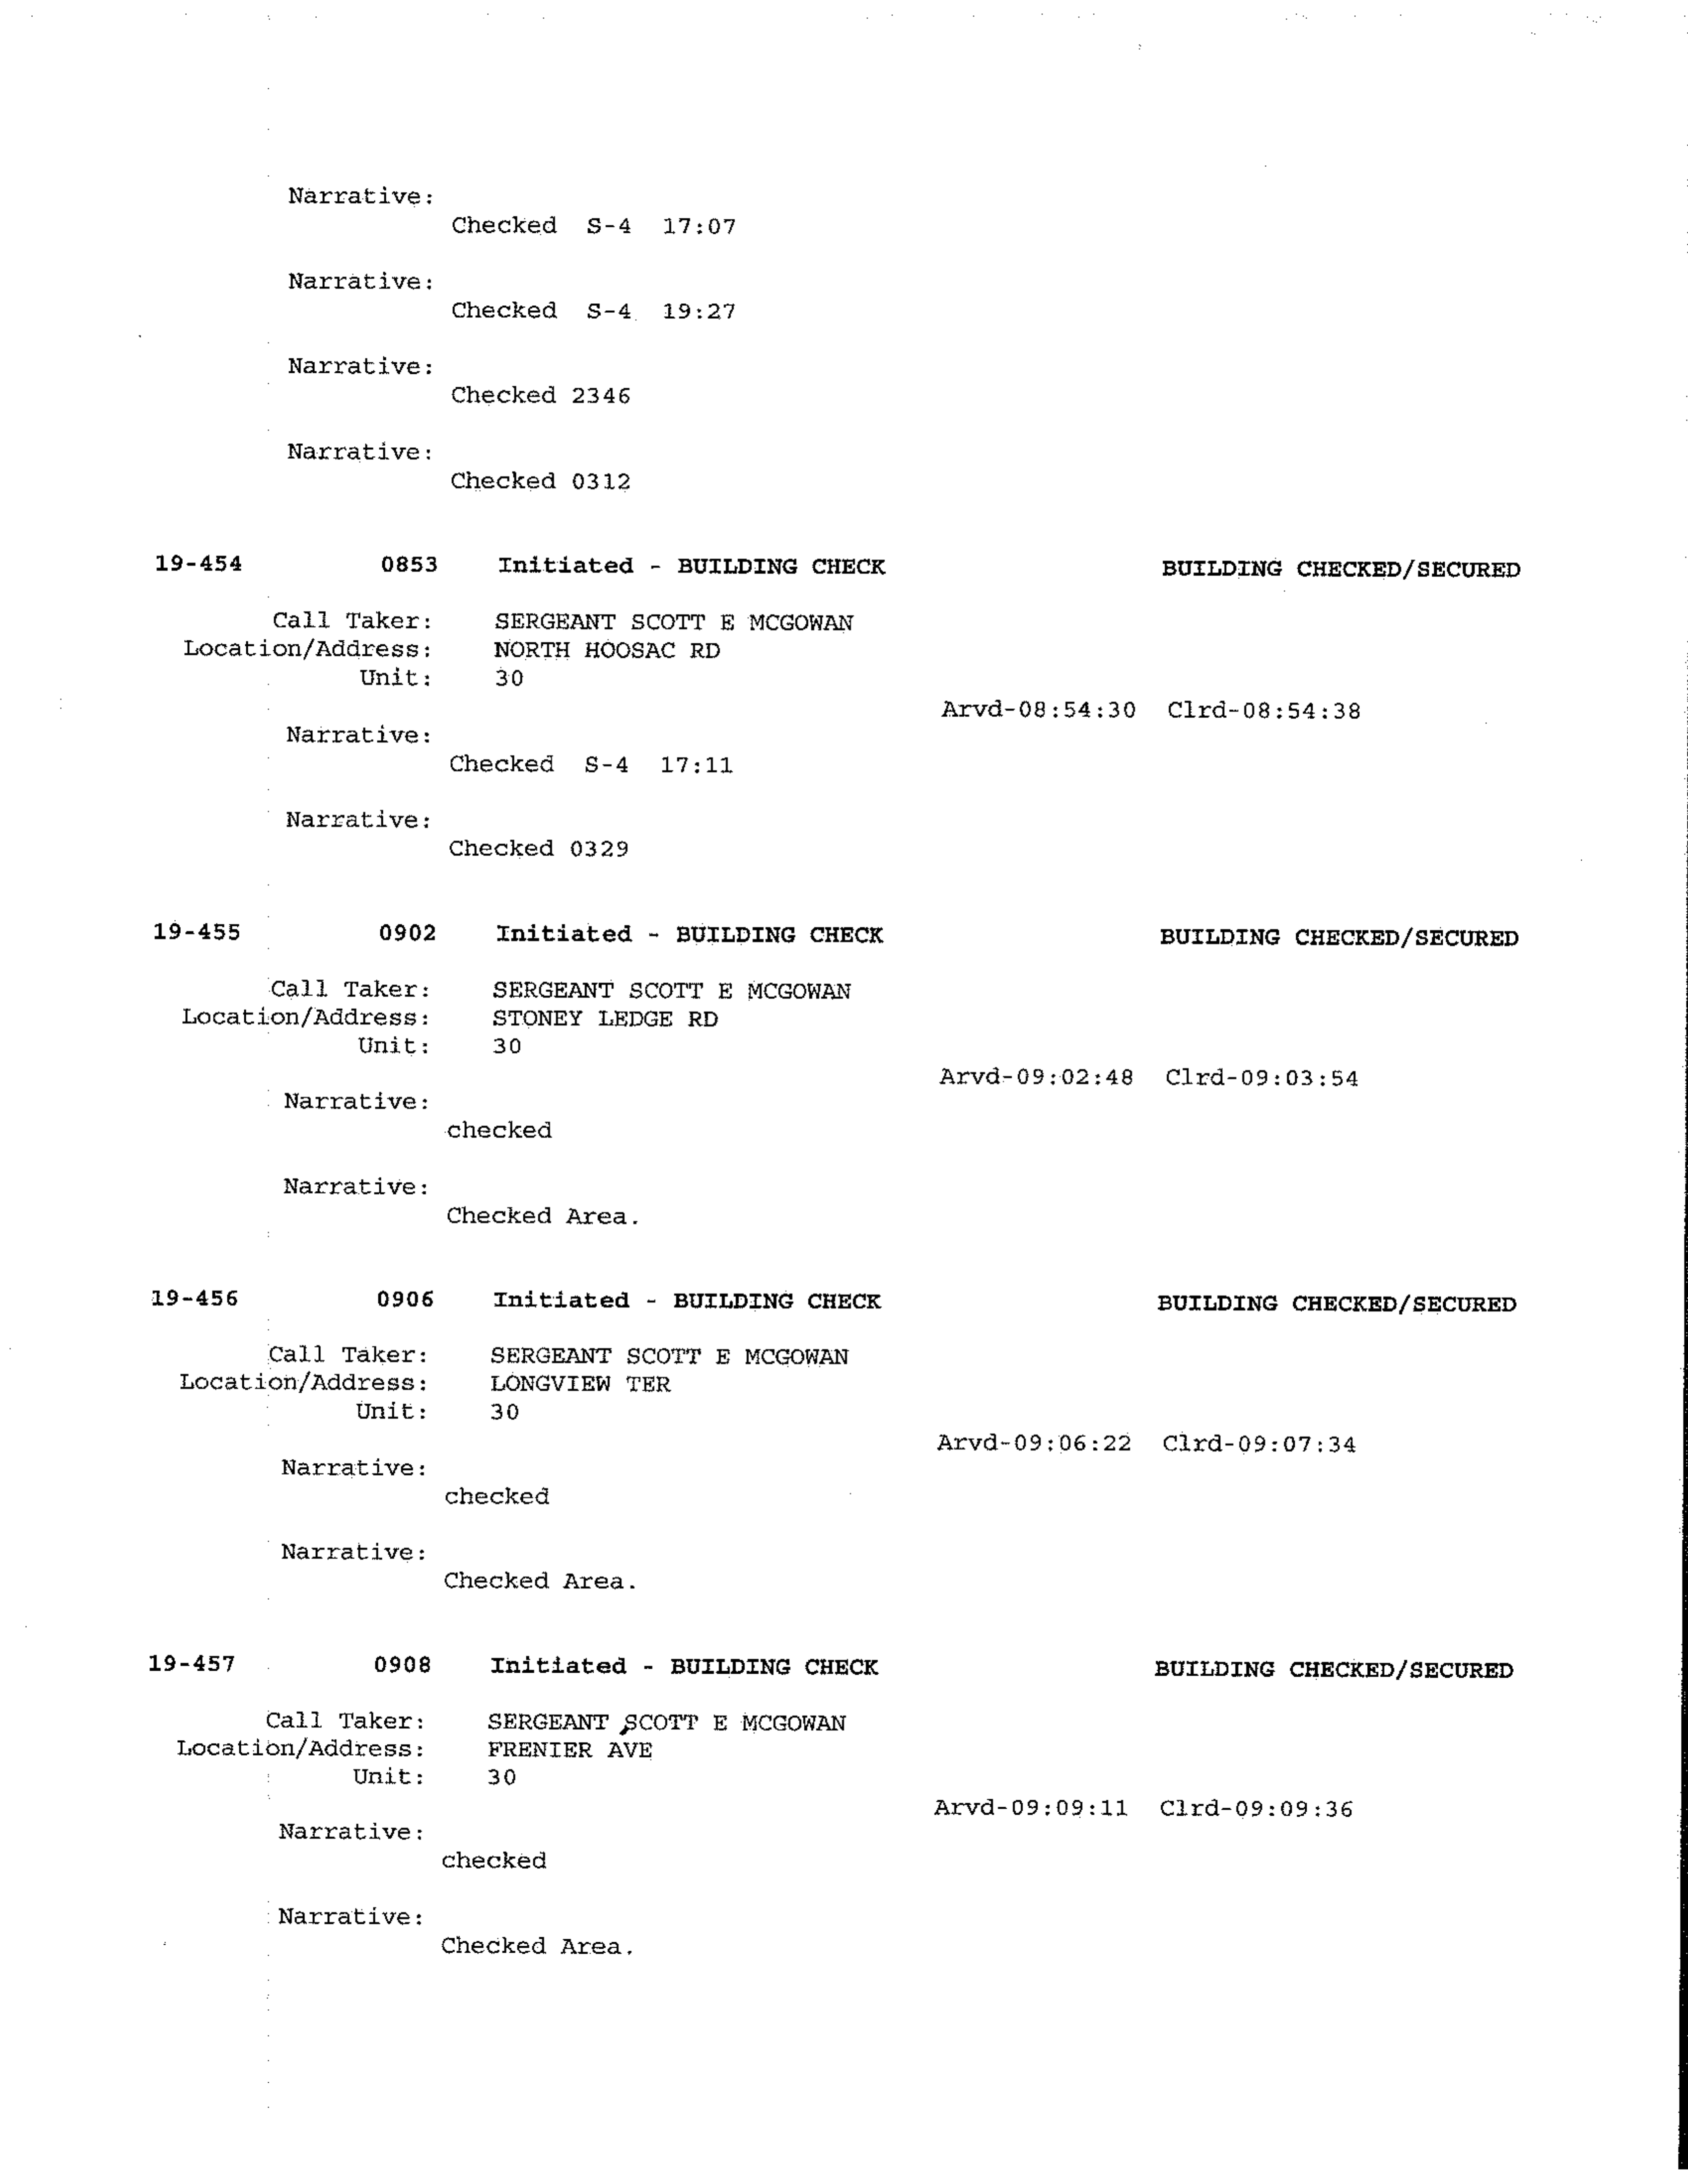 Narrative:
Checked S-4 17:07
Narrative:
Checked S-4 19:27
Narrative:
Checked 2346
Narrative:
Checked 0312
19-454 0853 Initiated - BUILDING CHECK BUILDING CHECKED/SECURED
Call Taker: SERGEANT SCOTT E MCGOWAN
Location/Address: NORTH HOOSAC RD
Unit: 30
Arvd-08:54:30 Clrd-08:54:38
Narrative:
Checked S-4 17:11
Narrative:
Checked 0329
19-455 0902 Initiated - BUILDING CHECK BUILDING CHECKED/SECURED
Call Taker: SERGEANT SCOTT E MCGOWAN
Location/Address: STONEY LEDGE RD
Unit: 30
Arvd-09:02:48 Clrd-09:03:54
Narrative:
checked
Narrative:
Checked Area.
19-456 0906 Initiated - BUILDING CHECK BUILDING CHECKED/SECURED
Call Taker: SERGEANT SCOTT E MCGOWAN
Location/Address: LONGVIEW TER
Unit: 30
Arvd-09:06:22 Clrd-09:07:34
Narrative:
checked
Narrative:
Checked Area.
19-457 0908 Initiated - BUILDING CHECK BUILDING CHECKED/SECURED
Call Taker: SERGEANT SCOTT E MCGOWAN
Location/Address: FRENIER AVE
Unit: 30
Arvd-09:09:11 Clrd-09:09:36
Narrative:
checked
Narrative:
Checked Area.